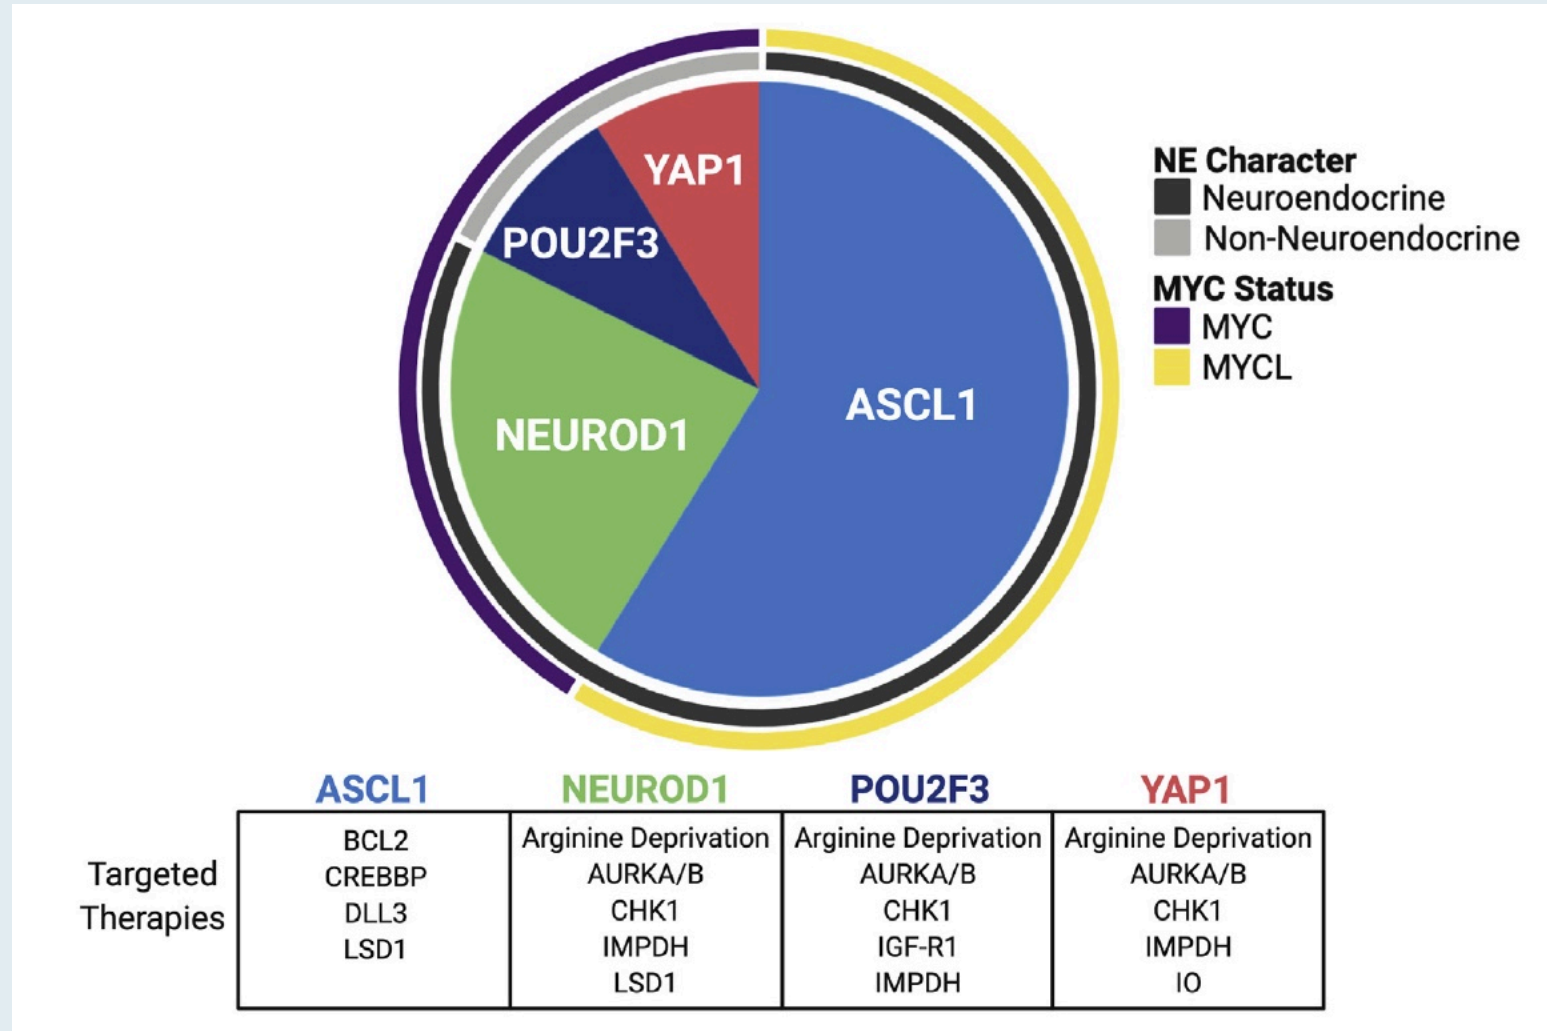 YAP1
POU2F3
NEUROD1
ASCL1
NE Character
Neuroendocrine
Non-Neuroendocrine
MYC Status
MYC
MYCL
ASCL1 NEUROD1 POU2F3 YAP1
Targeted
Therapies
BCL2
CREBBP
DLL3
LSD1
Arginine Deprivation
AURKA/B
CHK1
IMPDH
LSD1
Arginine Deprivation
AURKA/B
CHK1
IGF-R1
IMPDH
Arginine Deprivation
AURKA/B
CHK1
IMPDH
IO